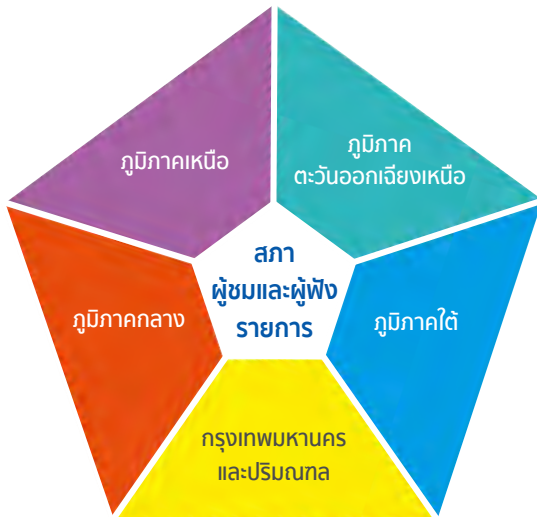 ภูมิภาคเหนือ
ภูมิภาค
ตะวันออกเฉียงเหนือ
สภา
ผู้ชมและผู้ฟัง
รายการ
ภูมิภาคกลาง
ภูมิภาคใต้
กรุงเทพมหานคร
และปริมณฑล